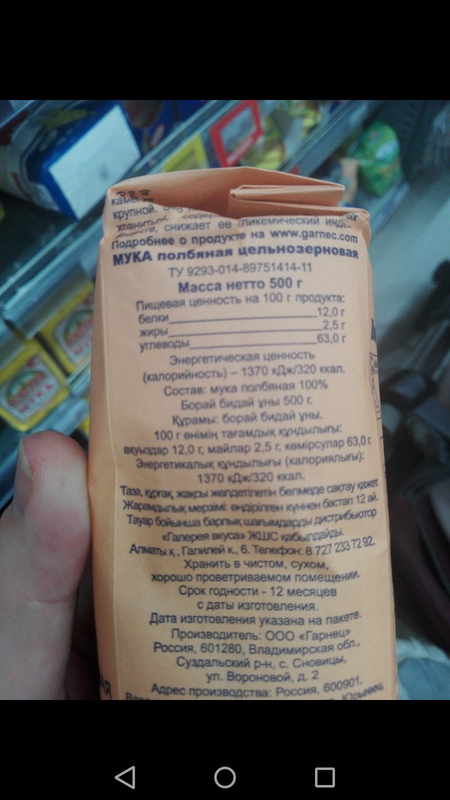 крупной.
снижает ее гликемический
Подробнее о продукте на www.garnec.com
МУКА полбяная цельнозерновая
ТУ 9293-014-89751414-11
Масса нетто 500 г
Пищевая ценность на 100 г продукта:
белки 12,0 г
жиры 2,5 г
углеводы 63,0 г
Энергетическая ценность
(калорийность) – 1370 кДж/320 ккал.
Состав: мука полбяная 100%
Борай бидай ұны 500 г.
Құрамы: борай бидай ұны.
100 г өнімің тағамдық құндылығы:
ақуыздар 12,0 г, майлар 2,5 г, көмірсулар 63,0 г.
Энергетикалық құндылығы (калориялығы):
1370 кДж/320 ккал.
Таза, құрғақ, жақсы желдетілетін бөлмеде сақтау қажет.
Жарамдылық мерзімі: өндірілген күннен бастап 12 ай.
Тауар бойынша барлық шағымдарды дистрибьютор
«Галерея вкуса» ЖШС қабылдайды.
Алматы қ., Галилей к., 6. Телефон: 8 727 233 72 92.
Хранить в чистом, сухом,
хорошо проветриваемом помещении.
Срок годности - 12 месяцев
с даты изготовления.
Дата изготовления указана на пакете.
Производитель: ООО «Гарнец»
Россия, 601280, Владимирская обл.,
Суздальский р-н, с. Сновицы,
ул. Вороновой, д. 2
Адрес производства: Россия, 600901,
Юрьевец,
МУКА